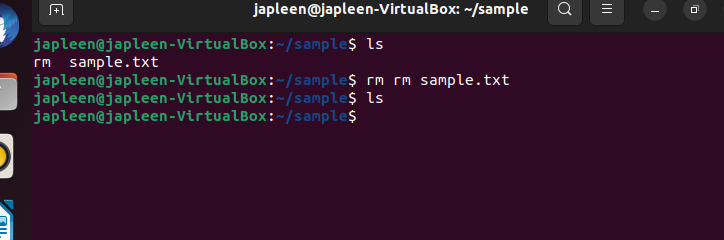 japleen@japleen-VirtualBox: ~/sample
japleen@japleen-VirtualBox:~/sample$ ls
rm  sample.txt
japleen@japleen-VirtualBox:~/sample$ rm rm sample.txt
japleen@japleen-VirtualBox:~/sample$ ls
japleen@japleen-VirtualBox:~/sample$